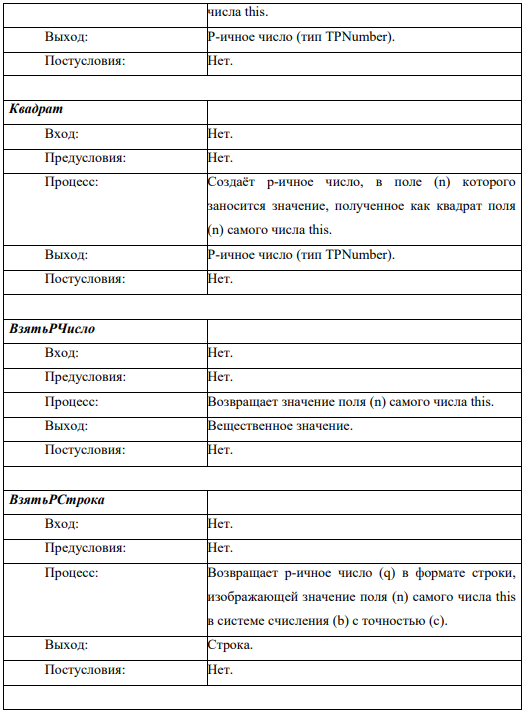 числа this.
Выход: Р-ичное число (тип TPNumber).
Постусловия: Нет.
Квадрат
Вход: Нет.
Предусловия: Нет.
Процесс: Создаёт р-ичное число, в поле (n) которого
заносится значение, полученное как квадрат поля
(n) самого числа this.
Выход: Р-ичное число (тип TPNumber).
Постусловия: Нет.
ВзятьРЧисло
Вход: Нет.
Предусловия: Нет.
Процесс: Возвращает значение поля (n) самого числа this.
Выход: Вещественное значение.
Постусловия: Нет.
ВзятьРСтрока
Вход: Нет.
Предусловия: Нет.
Процесс: Возвращает р-ичное число (q) в формате строки,
изображающей значение поля (n) самого числа this
в системе счисления (b) с точностью (c).
Выход: Строка.
Постусловия: Нет.